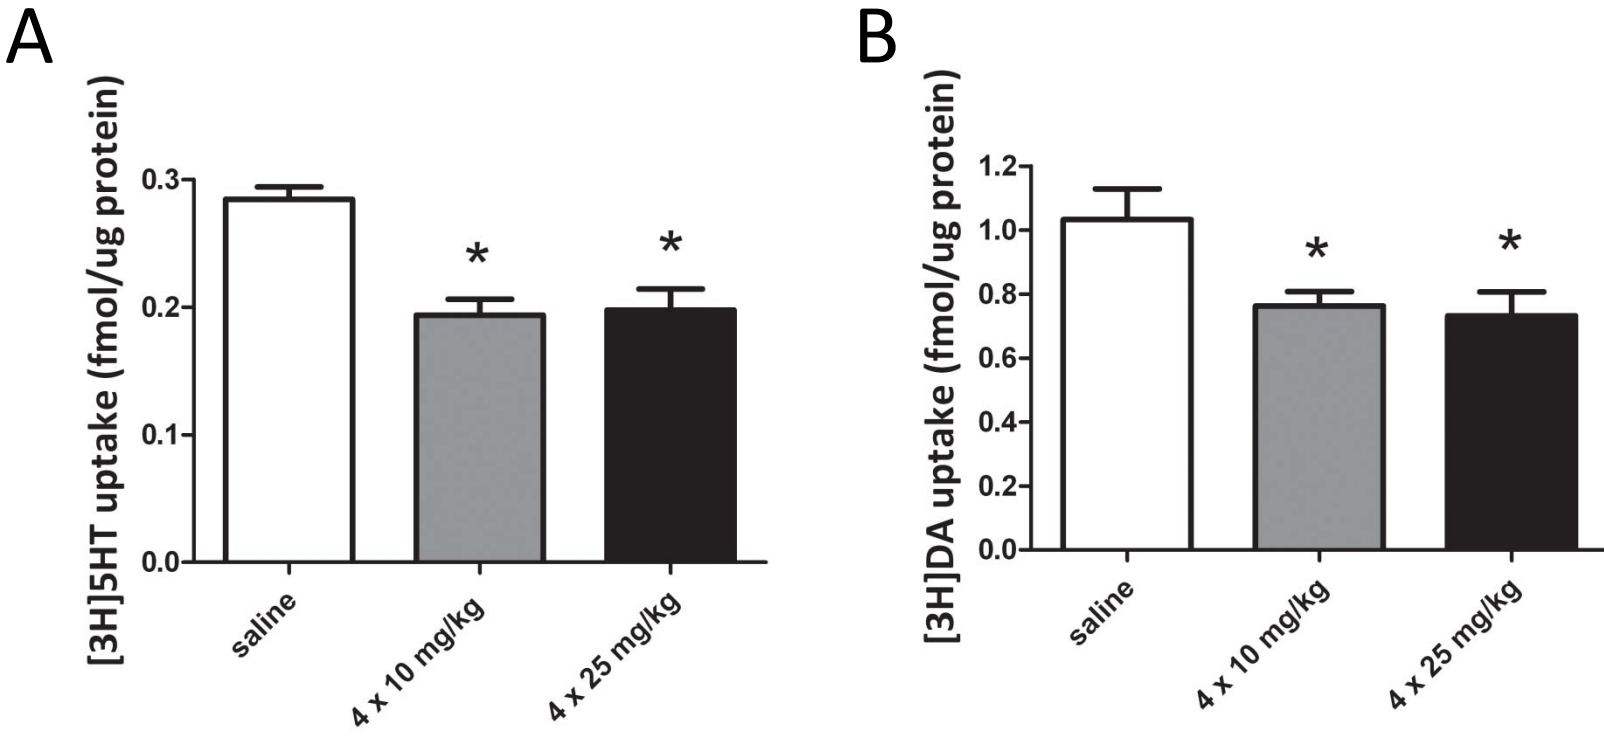 A
[3H]5HT uptake (fmol/ug protein)
0.3
0.2
0.1
0.0
*
*
saline
4 x 10 mg/kg
4 x 25 mg/kg
B
[3H]DA uptake (fmol/ug protein)
1.2
1.0
0.8
0.6
0.4
0.2
0.0
*
*
saline
4 x 10 mg/kg
4 x 25 mg/kg